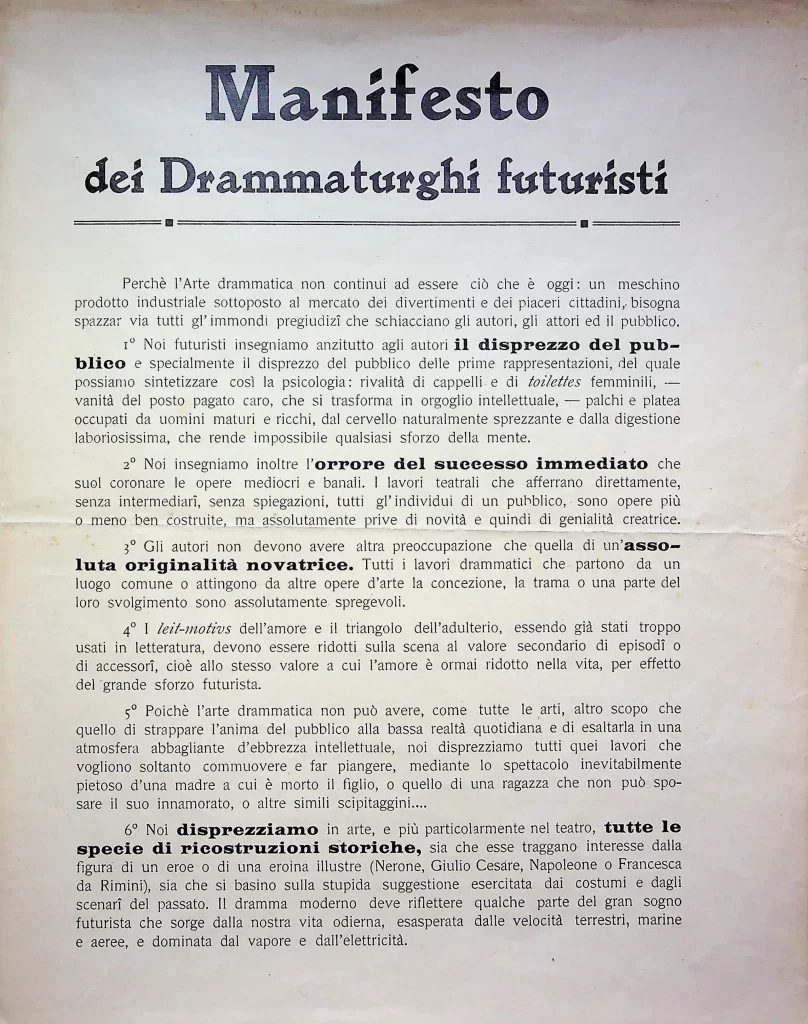 Manifesto
dei Drammaturghi futuristi
Perchè l'Arte drammatica non continui ad essere ciò che è oggi: un meschino
prodotto industriale sottoposto al mercato dei divertimenti e dei piaceri cittadini, bisogna
spazzar via tutti gl'immondi pregiudizî che schiacciano gli autori, gli attori ed il pubblico.
1º Noi futuristi insegniamo anzitutto agli autori il disprezzo del pub-
blico e specialmente il disprezzo del pubblico delle prime rappresentazioni, del quale
possiamo sintetizzare così la psicologia: rivalità di cappelli e di toilettes femminili, —
vanità del posto pagato caro, che si trasforma in orgoglio intellettuale, — palchi e platea
occupati da uomini maturi e ricchi, dal cervello naturalmente sprezzante e dalla digestione
laboriosissima, che rende impossibile qualsiasi sforzo della mente.
2º Noi insegniamo inoltre l'orrore del successo immediato che
suol coronare le opere mediocri e banali. I lavori teatrali che afferrano direttamente,
senza intermediarî, senza spiegazioni, tutti gl'individui di un pubblico, sono opere più
o meno ben costruite, ma assolutamente prive di novità e quindi di genialità creatrice.
3º Gli autori non devono avere altra preoccupazione che quella di un'asso-
luta originalità novatrice. Tutti i lavori drammatici che partono da un
luogo comune o attingono da altre opere d'arte la concezione, la trama o una parte del
loro svolgimento sono assolutamente spregevoli.
4º I leit-motivs dell'amore e il triangolo dell'adulterio, essendo già stati troppo
usati in letteratura, devono essere ridotti sulla scena al valore secondario di episodî o
di accessorî, cioè allo stesso valore a cui l'amore è ormai ridotto nella vita, per effetto
del grande sforzo futurista.
5º Poichè l'arte drammatica non può avere, come tutte le arti, altro scopo che
quello di strappare l'anima del pubblico alla bassa realtà quotidiana e di esaltarla in una
atmosfera abbagliante d'ebbrezza intellettuale, noi disprezziamo tutti quei lavori che
vogliono soltanto commuovere e far piangere, mediante lo spettacolo inevitabilmente
pietoso d'una madre a cui è morto il figlio, o quello di una ragazza che non può spo-
sare il suo innamorato, o altre simili scipitaggini....
6º Noi disprezziamo in arte, e più particolarmente nel teatro, tutte le
specie di ricostruzioni storiche, sia che esse traggano interesse dalla
figura di un eroe o di una eroina illustre (Nerone, Giulio Cesare, Napoleone o Francesca
da Rimini), sia che si basino sulla stupida suggestione esercitata dai costumi e dagli
scenarî del passato. Il dramma moderno deve riflettere qualche parte del gran sogno
futurista che sorge dalla nostra vita odierna, esasperata dalle velocità terrestri, marine
e aeree, e dominata dal vapore e dall'elettricità.